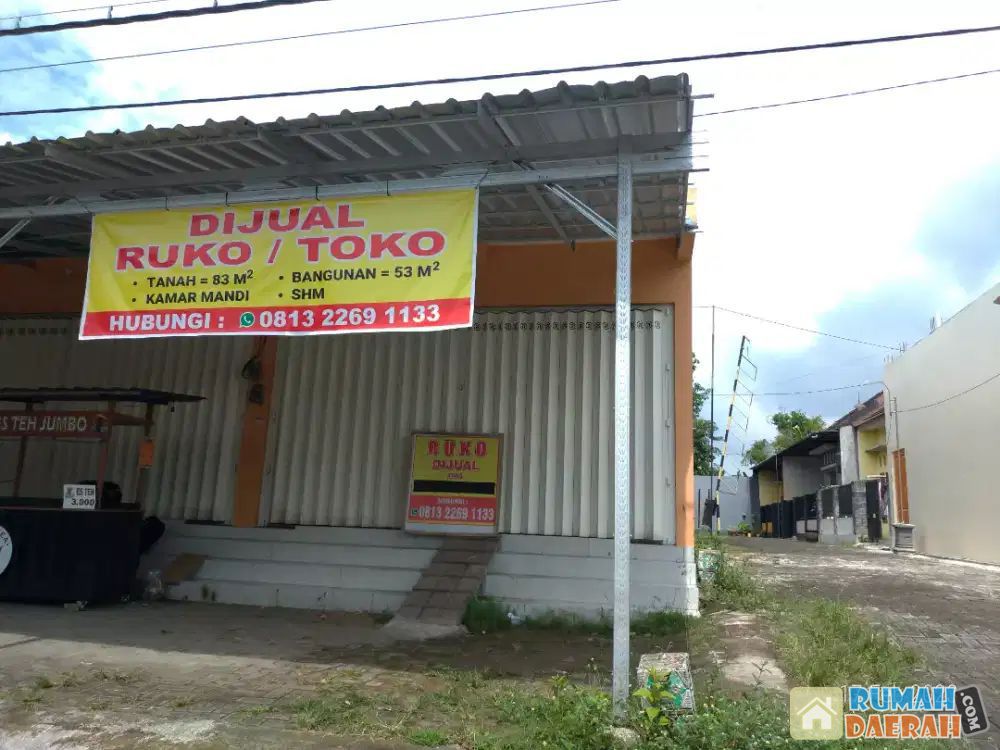 DIJUAL
RUKO / TOKO
• TANAH = 83 M² • BANGUNAN = 53 M²
• KAMAR MANDI • SHM
HUBUNGI : 0813 2269 1133
ES TEH JUMBO
ES TEH
3.000
RUKO
DIJUAL
0813 2269 1133
RUMAH
DAERAH
.COM